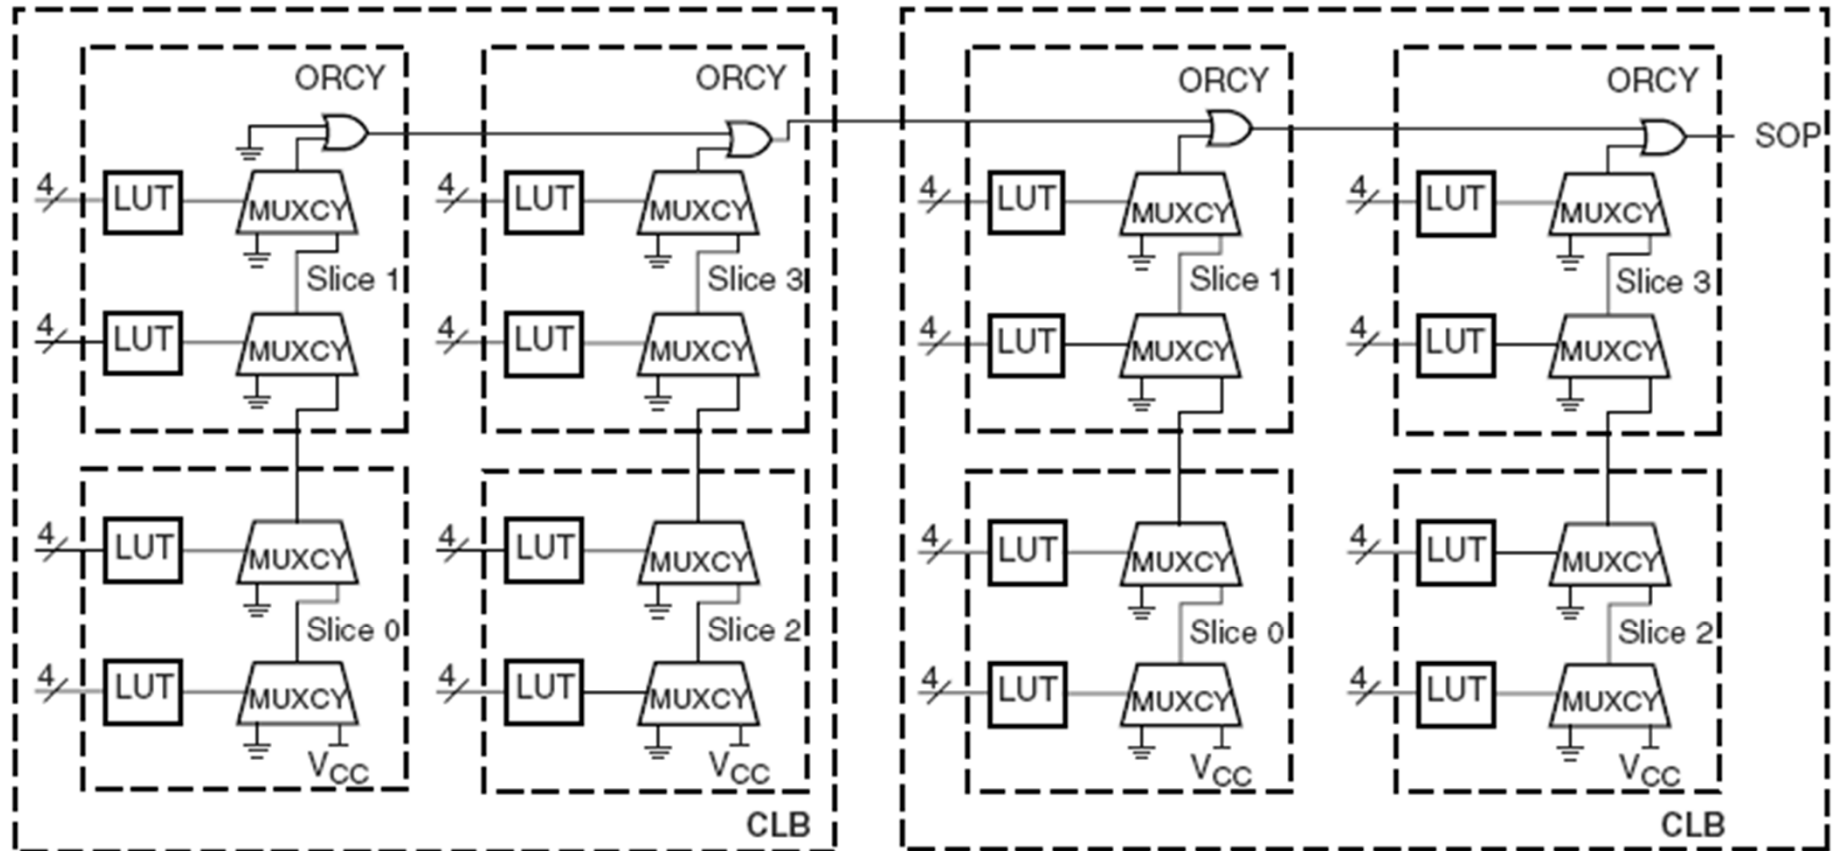 ORCY ORCY ORCY ORCY
SOP
4 LUT MUXCY 4 LUT MUXCY 4 LUT MUXCY 4 LUT MUXCY
Slice 1 Slice 3 Slice 1 Slice 3
4 LUT MUXCY 4 LUT MUXCY 4 LUT MUXCY 4 LUT MUXCY
4 LUT MUXCY 4 LUT MUXCY 4 LUT MUXCY 4 LUT MUXCY
Slice 0 Slice 2 Slice 0 Slice 2
4 LUT MUXCY 4 LUT MUXCY 4 LUT MUXCY 4 LUT MUXCY
VCC VCC VCC VCC
CLB CLB